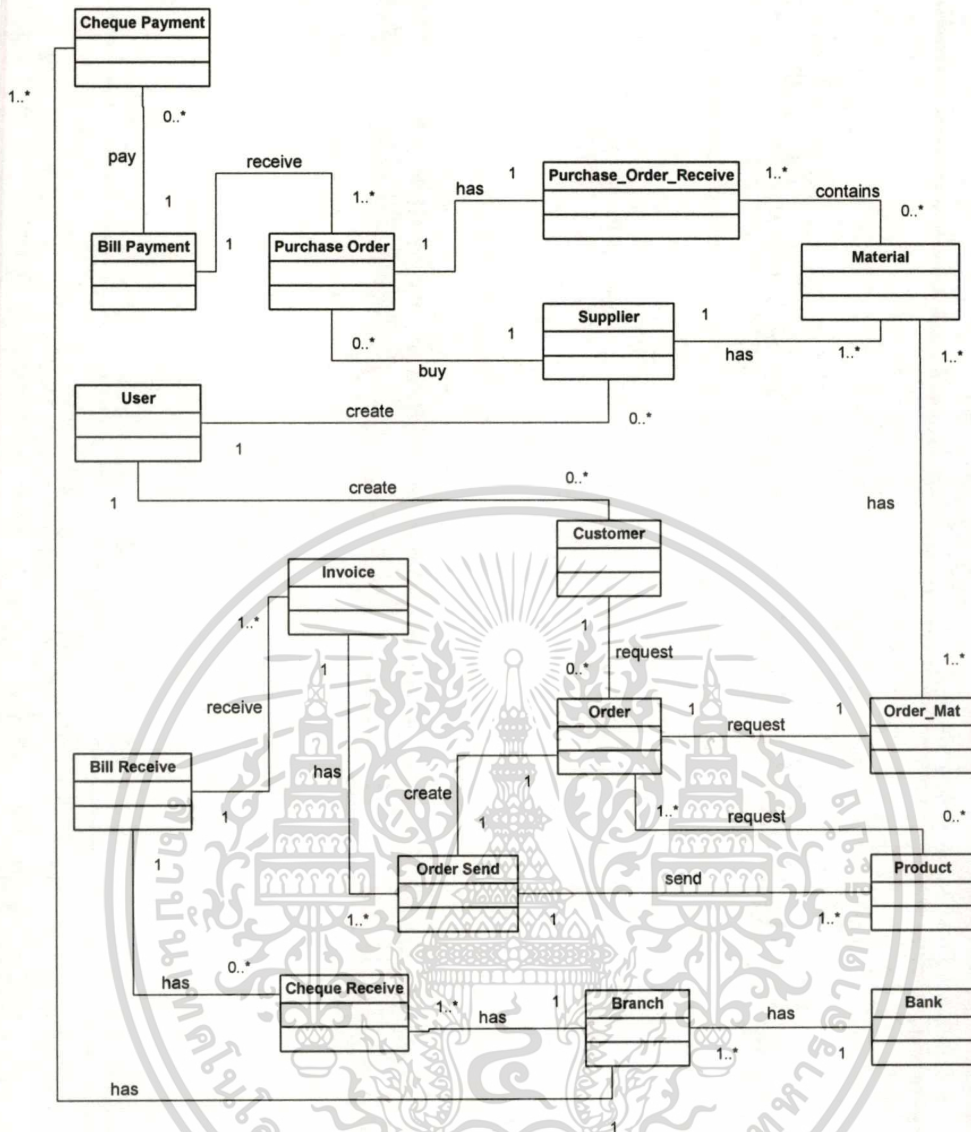 Cheque Payment
1..*
0..*
pay
receive
1
1..*
Bill Payment
1
Purchase Order
1
has
1
Purchase_Order_Receive
1..*
contains
0..*
Material
Supplier
0..*
buy
1
1
has
1..*
1..*
User
create
1
0..*
create
1
0..*
has
Customer
Invoice
1..*
1
1
request
0..*
receive
Order
1
request
1
1..*
Order_Mat
Bill Receive
has
create
1
1..*
request
0..*
1
1
1
Order Send
send
Product
1..*
1
1..*
has
0..*
Cheque Receive
1..*
has
1
Branch
has
Bank
1..*
1
has
1